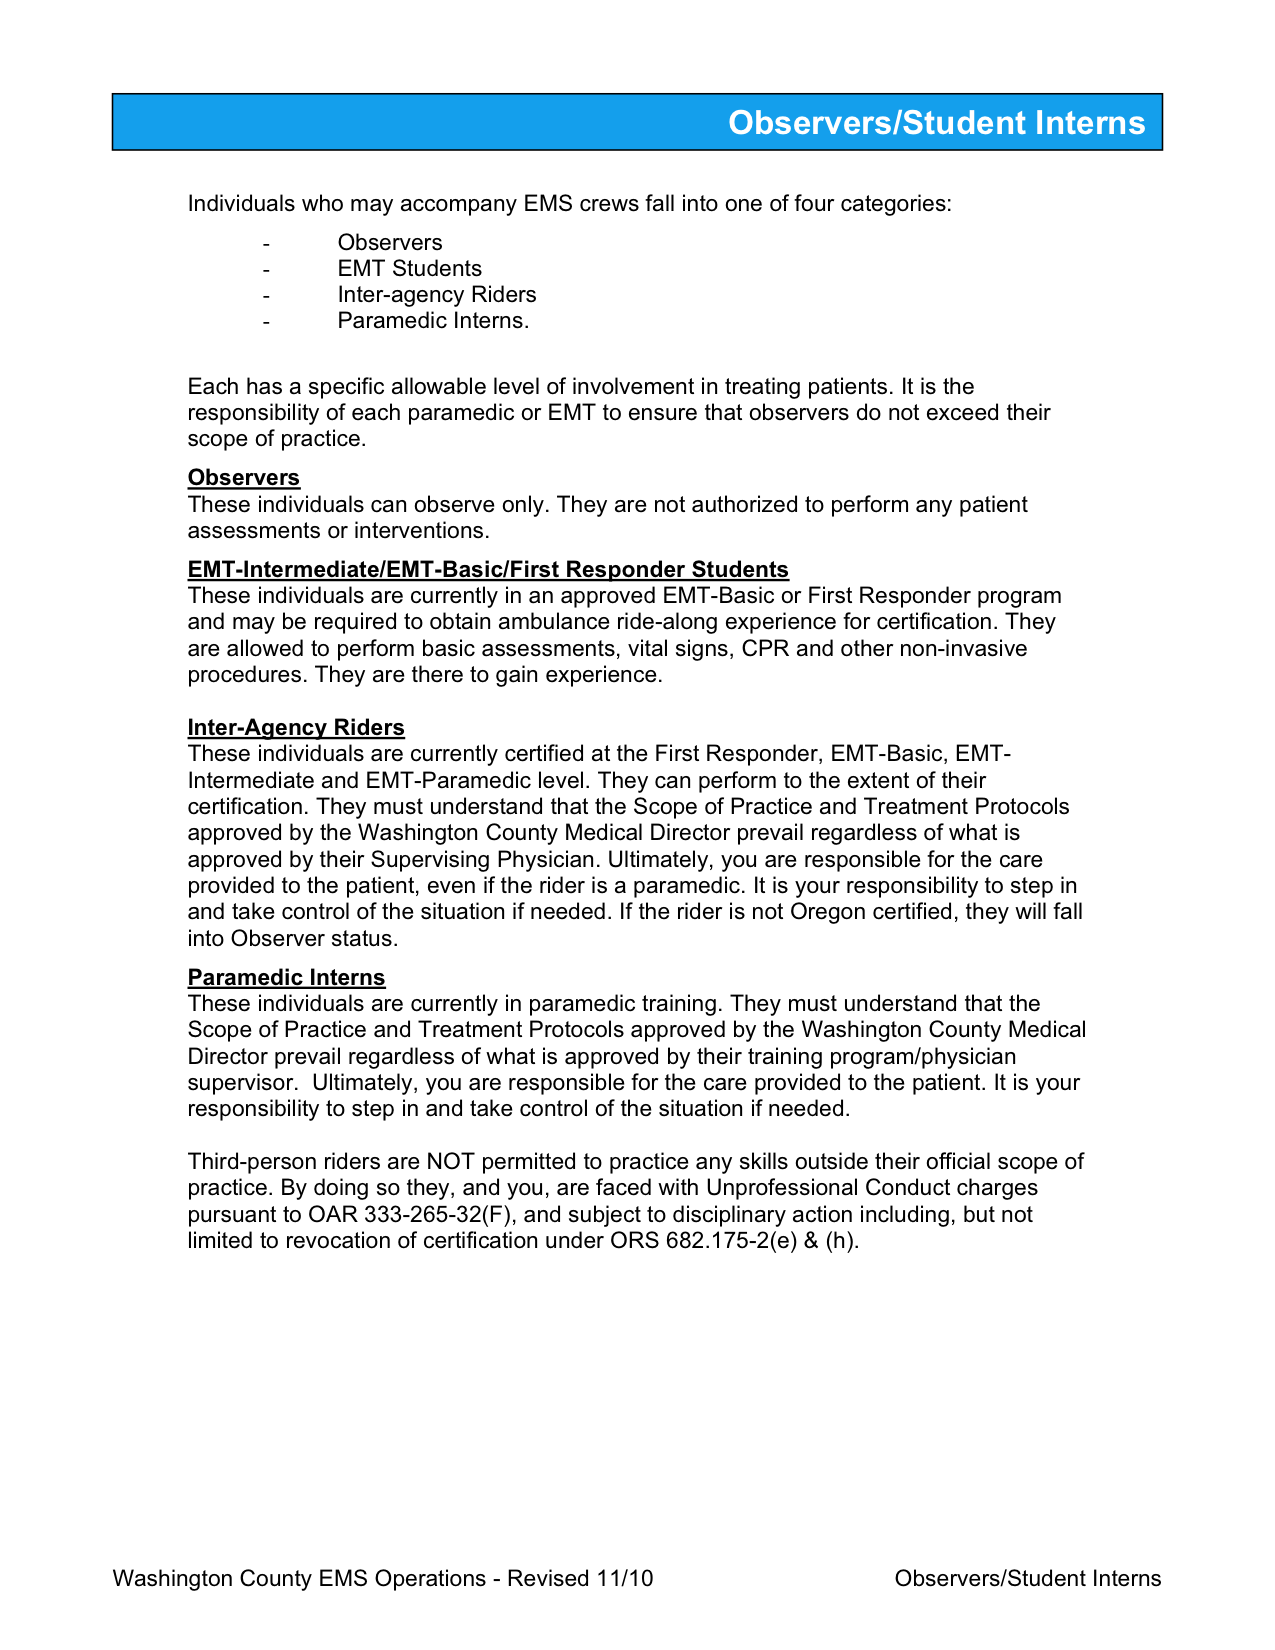 Observers/Student Interns
Individuals who may accompany EMS crews fall into one of four categories:
- Observers
- EMT Students
- Inter-agency Riders
- Paramedic Interns.
Each has a specific allowable level of involvement in treating patients. It is the
responsibility of each paramedic or EMT to ensure that observers do not exceed their
scope of practice.
Observers
These individuals can observe only. They are not authorized to perform any patient
assessments or interventions.
EMT-Intermediate/EMT-Basic/First Responder Students
These individuals are currently in an approved EMT-Basic or First Responder program
and may be required to obtain ambulance ride-along experience for certification. They
are allowed to perform basic assessments, vital signs, CPR and other non-invasive
procedures. They are there to gain experience.
Inter-Agency Riders
These individuals are currently certified at the First Responder, EMT-Basic, EMT-
Intermediate and EMT-Paramedic level. They can perform to the extent of their
certification. They must understand that the Scope of Practice and Treatment Protocols
approved by the Washington County Medical Director prevail regardless of what is
approved by their Supervising Physician. Ultimately, you are responsible for the care
provided to the patient, even if the rider is a paramedic. It is your responsibility to step in
and take control of the situation if needed. If the rider is not Oregon certified, they will fall
into Observer status.
Paramedic Interns
These individuals are currently in paramedic training. They must understand that the
Scope of Practice and Treatment Protocols approved by the Washington County Medical
Director prevail regardless of what is approved by their training program/physician
supervisor.  Ultimately, you are responsible for the care provided to the patient. It is your
responsibility to step in and take control of the situation if needed.
Third-person riders are NOT permitted to practice any skills outside their official scope of
practice. By doing so they, and you, are faced with Unprofessional Conduct charges
pursuant to OAR 333-265-32(F), and subject to disciplinary action including, but not
limited to revocation of certification under ORS 682.175-2(e) & (h).
Washington County EMS Operations - Revised 11/10 Observers/Student Interns